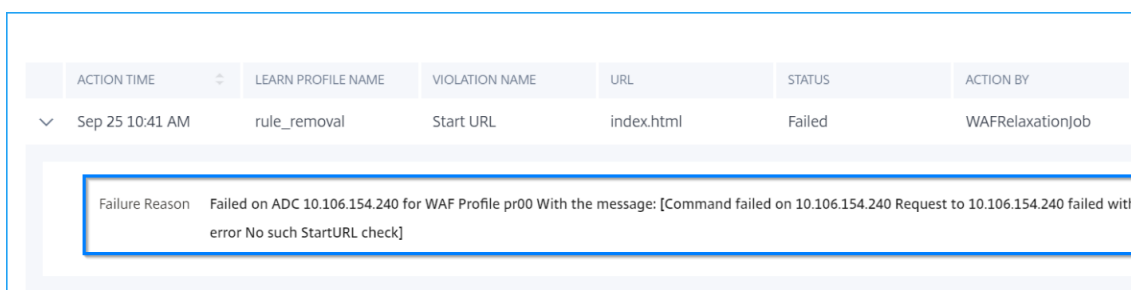 ACTION TIME LEARN PROFILE NAME VIOLATION NAME URL STATUS ACTION BY
Sep 25 10:41 AM rule_removal Start URL index.html Failed WAFRelaxationJob
Failure Reason Failed on ADC 10.106.154.240 for WAF Profile pr00 With the message: [Command failed on 10.106.154.240 Request to 10.106.154.240 failed with
error No such StartURL check]